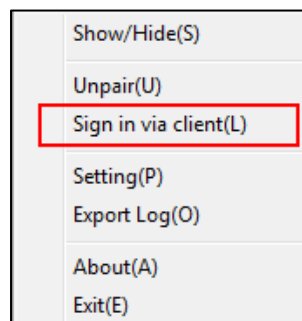 Show/Hide(S)
Unpair(U)
Sign in via client(L)
Setting(P)
Export Log(O)
About(A)
Exit(E)